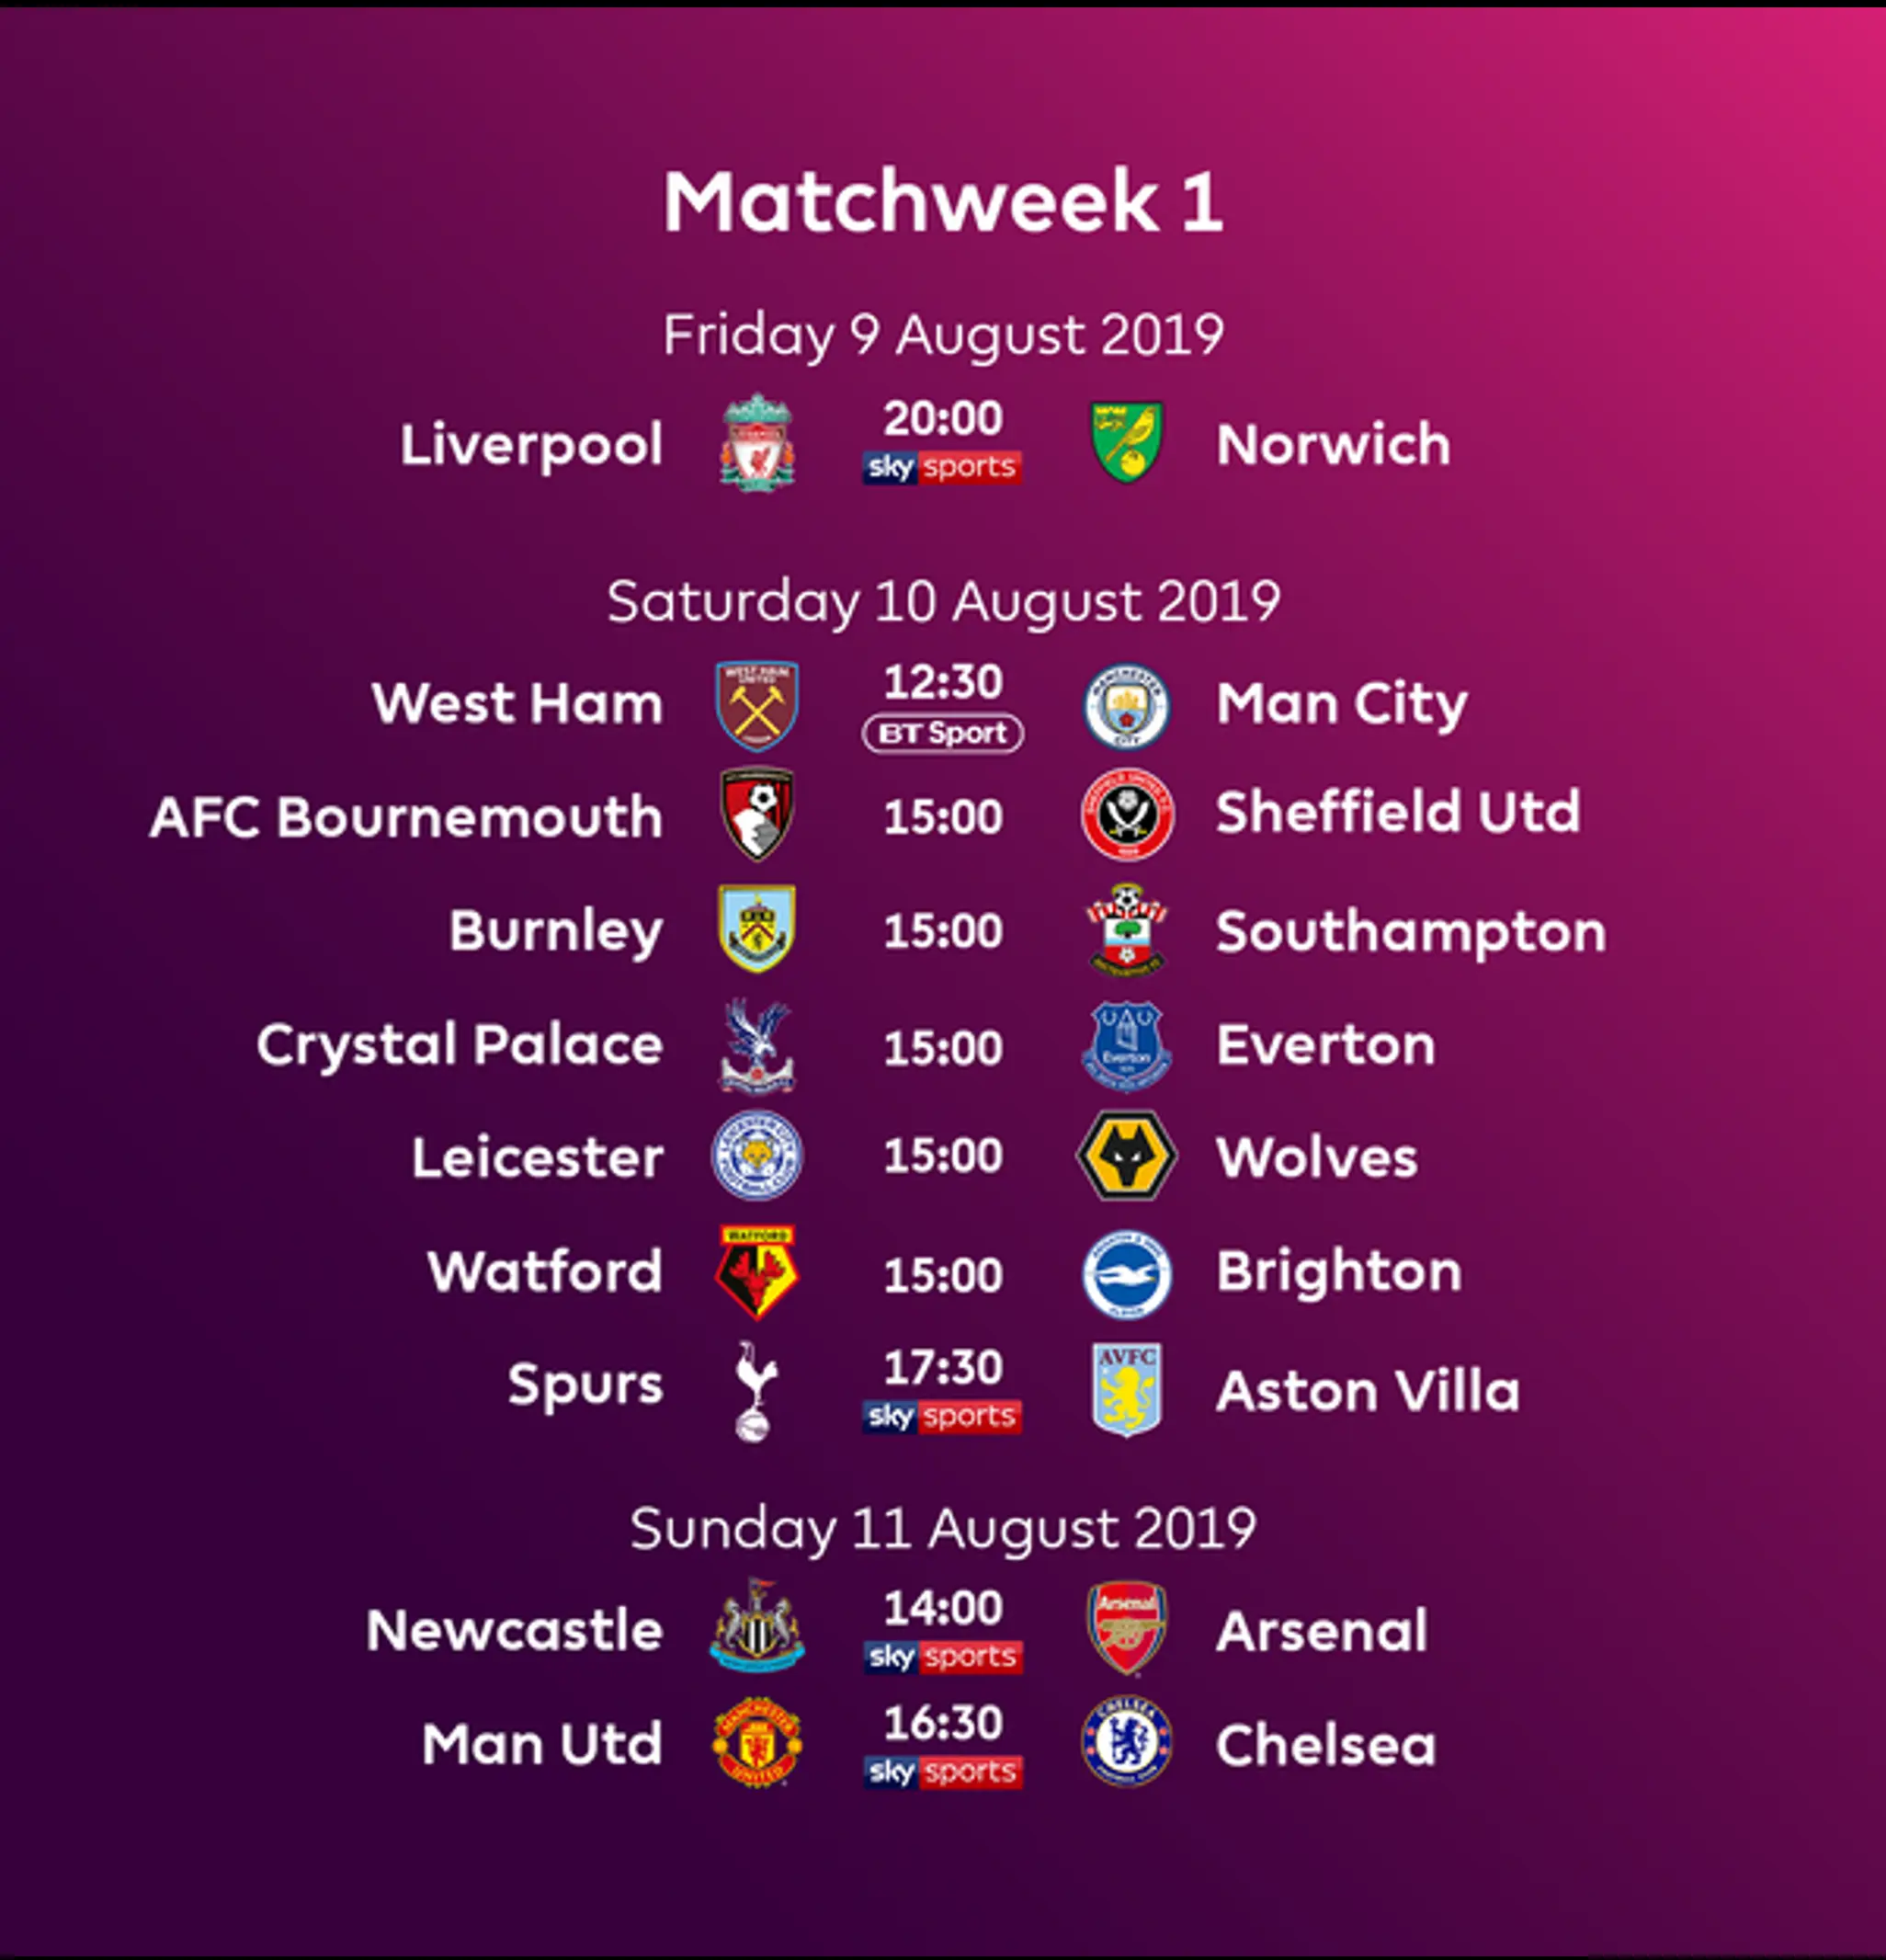 Matchweek 1
Friday 9 August 2019
Liverpool 20:00 Norwich
sky sports
Saturday 10 August 2019
West Ham 12:30 Man City
BT Sport
AFC Bournemouth 15:00 Sheffield Utd
Burnley 15:00 Southampton
Crystal Palace 15:00 Everton
Leicester 15:00 Wolves
WATFORD
Watford 15:00 Brighton
Spurs 17:30 Aston Villa
AVFC
sky sports
Sunday 11 August 2019
Newcastle 14:00 Arsenal
sky sports
Man Utd 16:30 Chelsea
sky sports